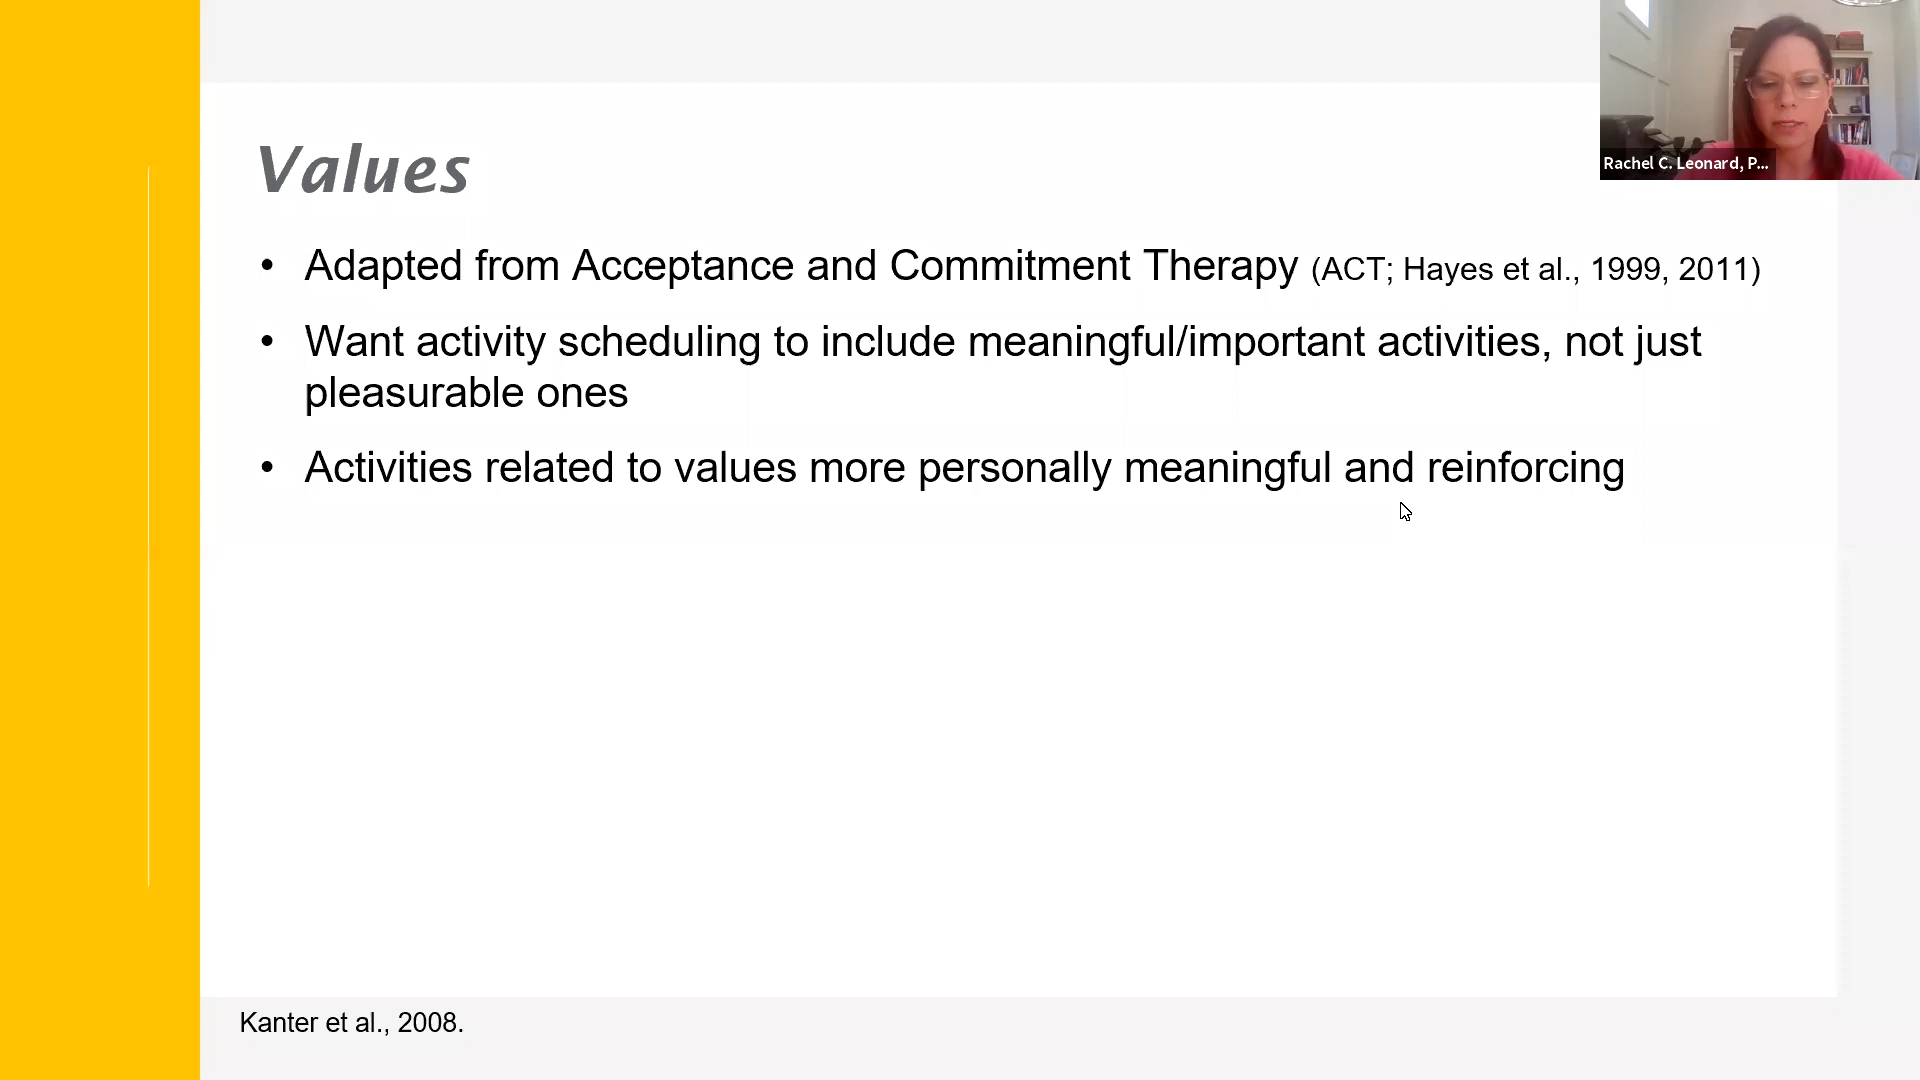 Values
• Adapted from Acceptance and Commitment Therapy (ACT; Hayes et al., 1999, 2011)
• Want activity scheduling to include meaningful/important activities, not just
pleasurable ones
• Activities related to values more personally meaningful and reinforcing
Rachel C. Leonard, P...
Kanter et al., 2008.